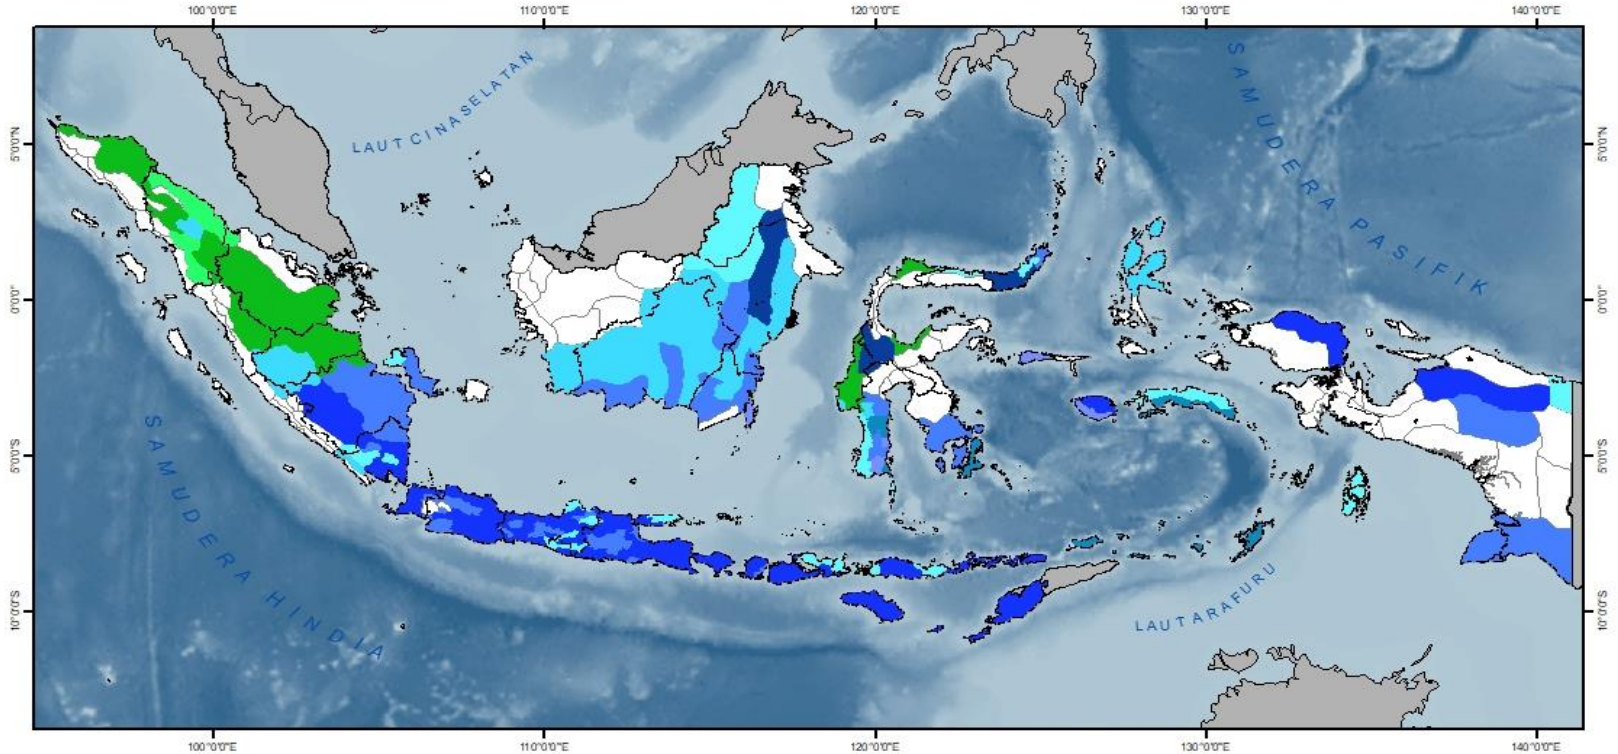 100°0'0"E 110°0'0"E 120°0'0"E 130°0'0"E 140°0'0"E
SAMUDERA PASIFIK
LAUT CINA SELATAN
5°0'0"N 5°0'0"N
0°0'0" 0°0'0"
SAMUDERA HINDIA
5°0'0"S 5°0'0"S
LAUT ARAFURU
10°0'0"S 10°0'0"S
100°0'0"E 110°0'0"E 120°0'0"E 130°0'0"E 140°0'0"E